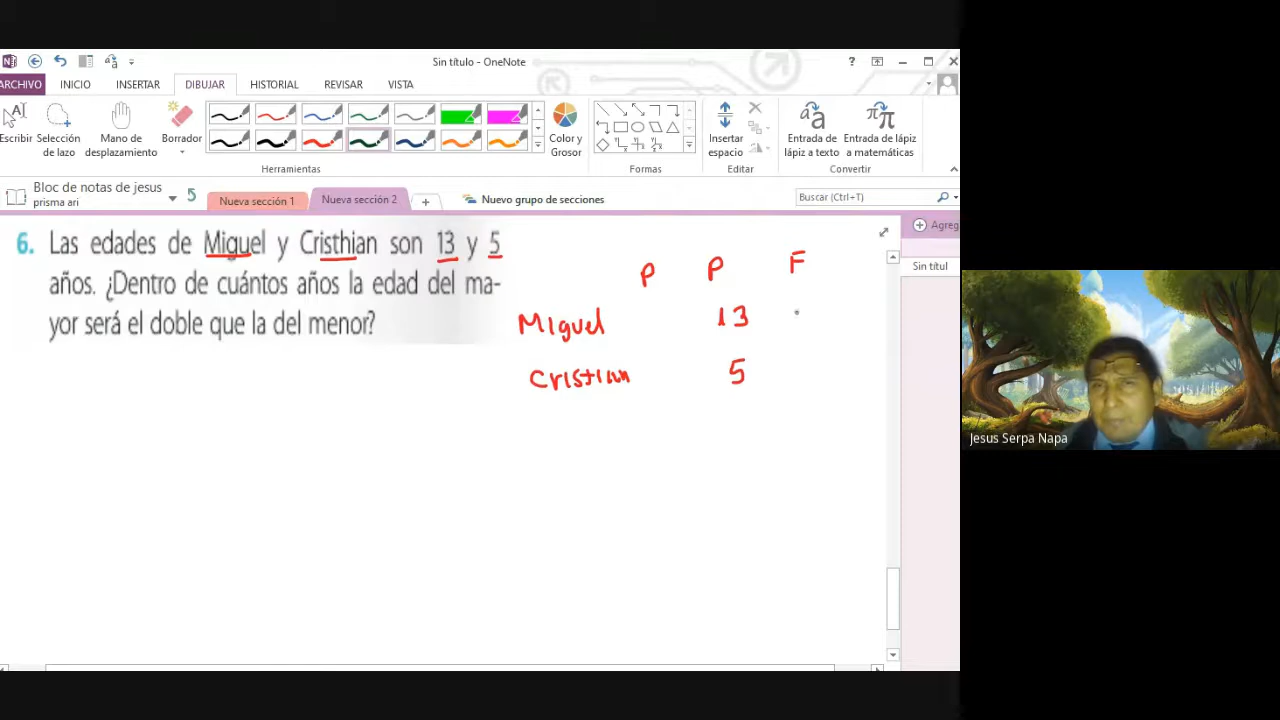 Sin título - OneNote
?
ARCHIVO INICIO INSERTAR DIBUJAR HISTORIAL REVISAR VISTA
Escribir
Selección de lazo
Mano de desplazamiento
Borrador
Color y Grosor
Insertar espacio
Entrada de lápiz a texto
Entrada de lápiz a matemáticas
Herramientas Formas Editar Convertir
Bloc de notas de jesus
prisma ari
Nueva sección 1 Nueva sección 2 + Nuevo grupo de secciones
Buscar (Ctrl+T)
Agreg
Sin títul
6. Las edades de Miguel y Cristhian son 13 y 5
años. ¿Dentro de cuántos años la edad del ma-
yor será el doble que la del menor?
P P F
Miguel 13
Cristian 5
Jesus Serpa Napa